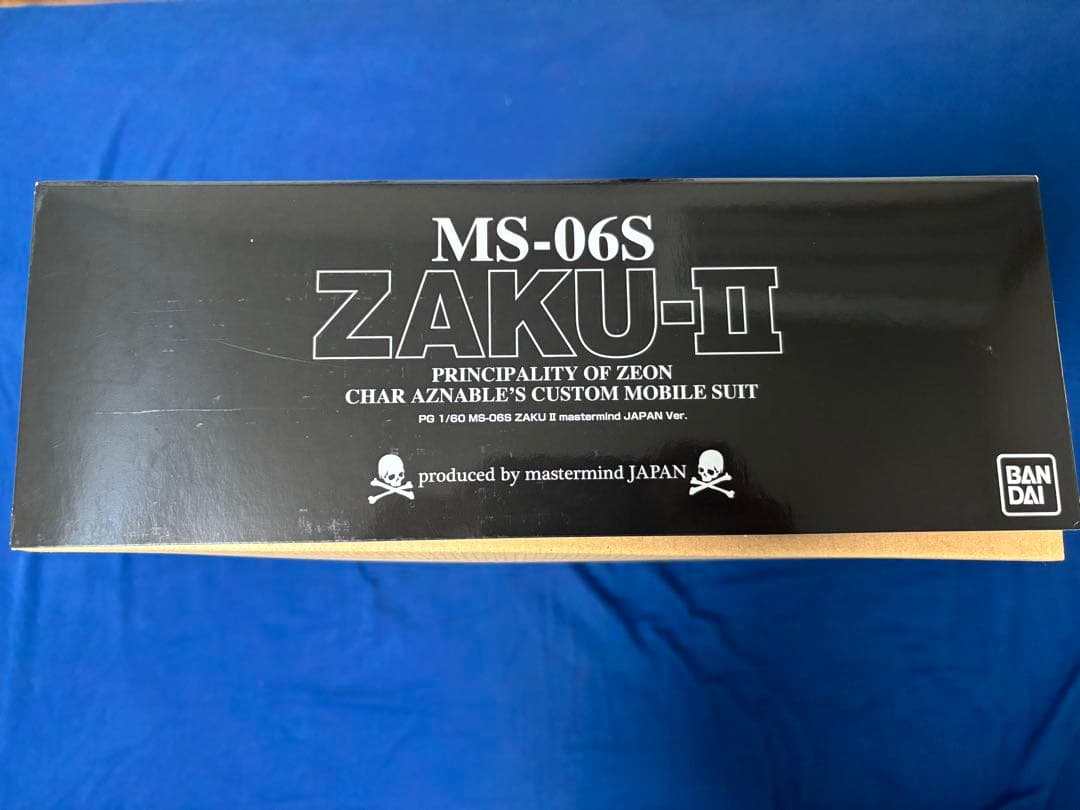 MS-06S
ZAKU-II
PRINCIPALITY OF ZEON
CHAR AZNABLE'S CUSTOM MOBILE SUIT
PG 1/60 MS-06S ZAKU II mastermind JAPAN Ver.
produced by mastermind JAPAN
BAN
DAI